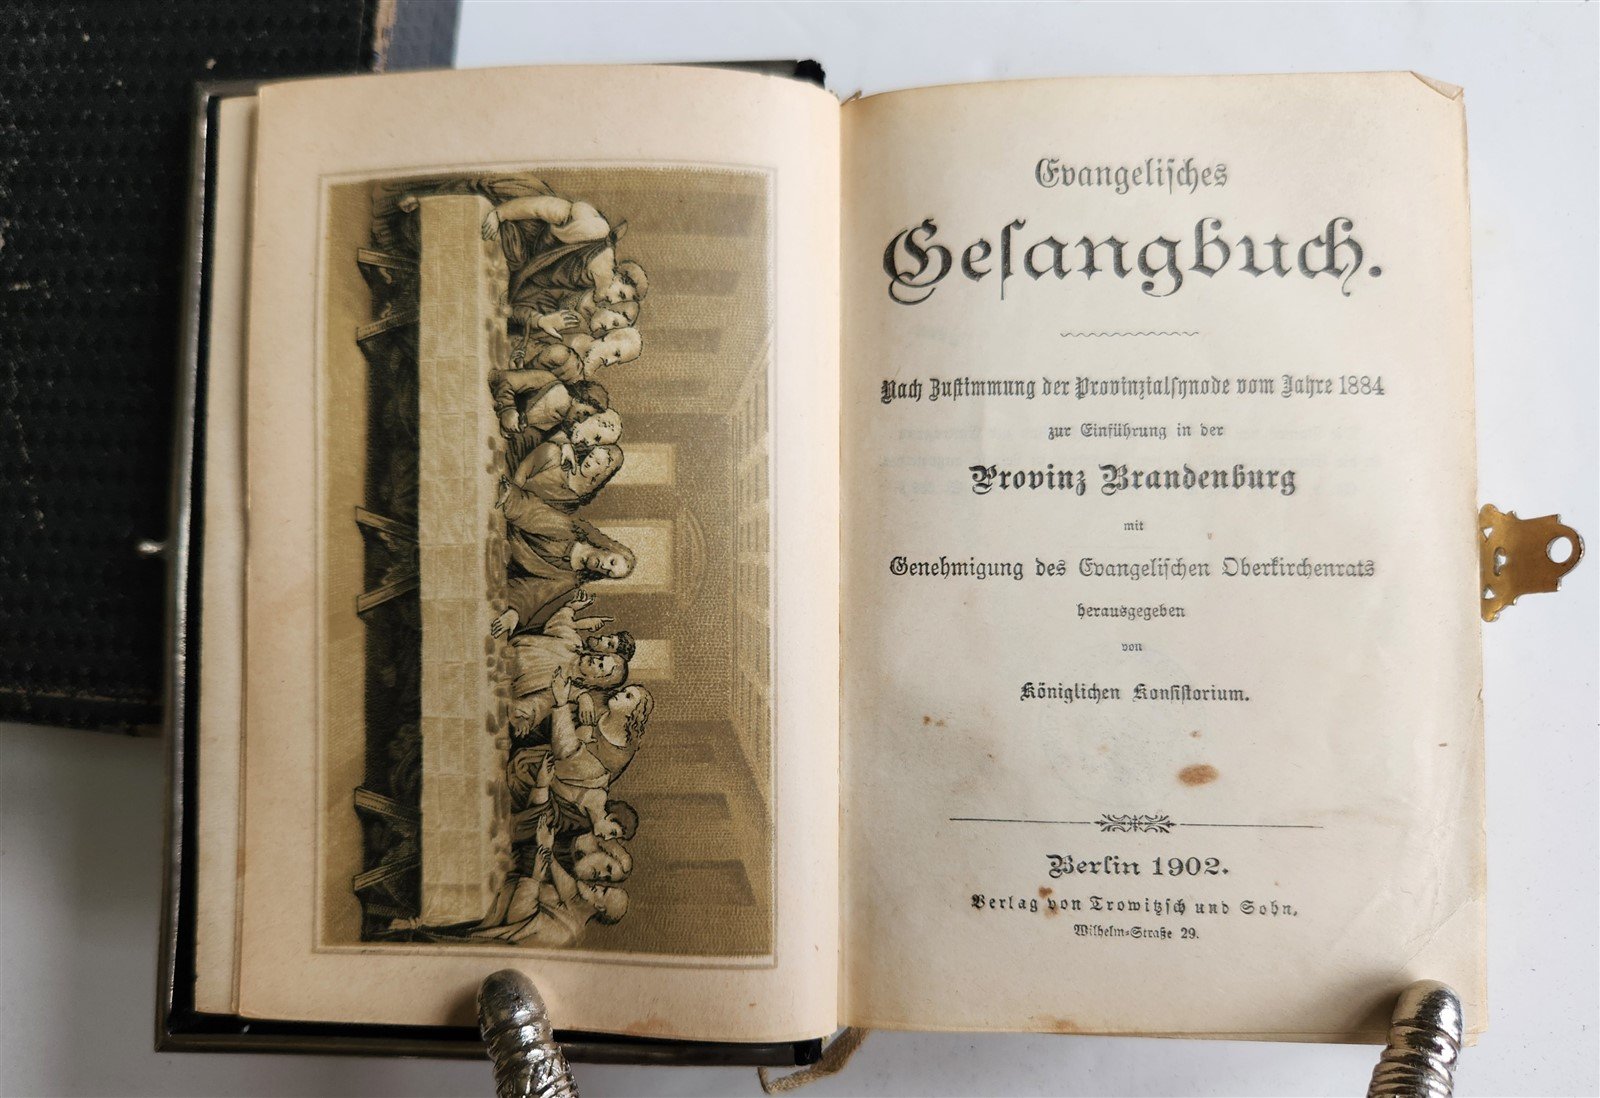 Evangelisches
Gesangbuch.
Nach Zustimmung der Provinzialsynode vom Jahre 1884
zur Einführung in der
Provinz Brandenburg
mit
Genehmigung des Evangelischen Oberkirchenrats
herausgegeben
von
Königlichen Konsistorium.
Berlin 1902.
Verlag von Trowitzsch und Sohn.
Wilhelm-Straße 29.